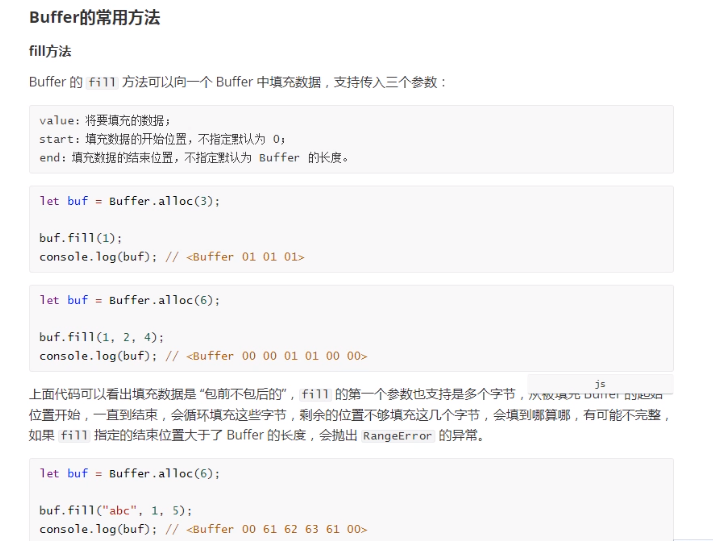 Buffer的常用方法
fill方法
Buffer 的 fill 方法可以向一个 Buffer 中填充数据，支持传入三个参数：
value：将要填充的数据；
start：填充数据的开始位置，不指定默认为 0；
end：填充数据的结束位置，不指定默认为 Buffer 的长度。
let buf = Buffer.alloc(3);
buf.fill(1);
console.log(buf); // <Buffer 01 01 01>
let buf = Buffer.alloc(6);
buf.fill(1, 2, 4);
console.log(buf); // <Buffer 00 00 01 01 00 00>
js
上面代码可以看出填充数据是 “包前不包后的”，fill 的第一个参数也支持是多个字节，从被填充 Buffer 的起始
位置开始，一直到结束，会循环填充这些字节，剩余的位置不够填充这几个字节，会填到哪算哪，有可能不完整，
如果 fill 指定的结束位置大于了 Buffer 的长度，会抛出 RangeError 的异常。
let buf = Buffer.alloc(6);
buf.fill("abc", 1, 5);
console.log(buf); // <Buffer 00 61 62 63 61 00>